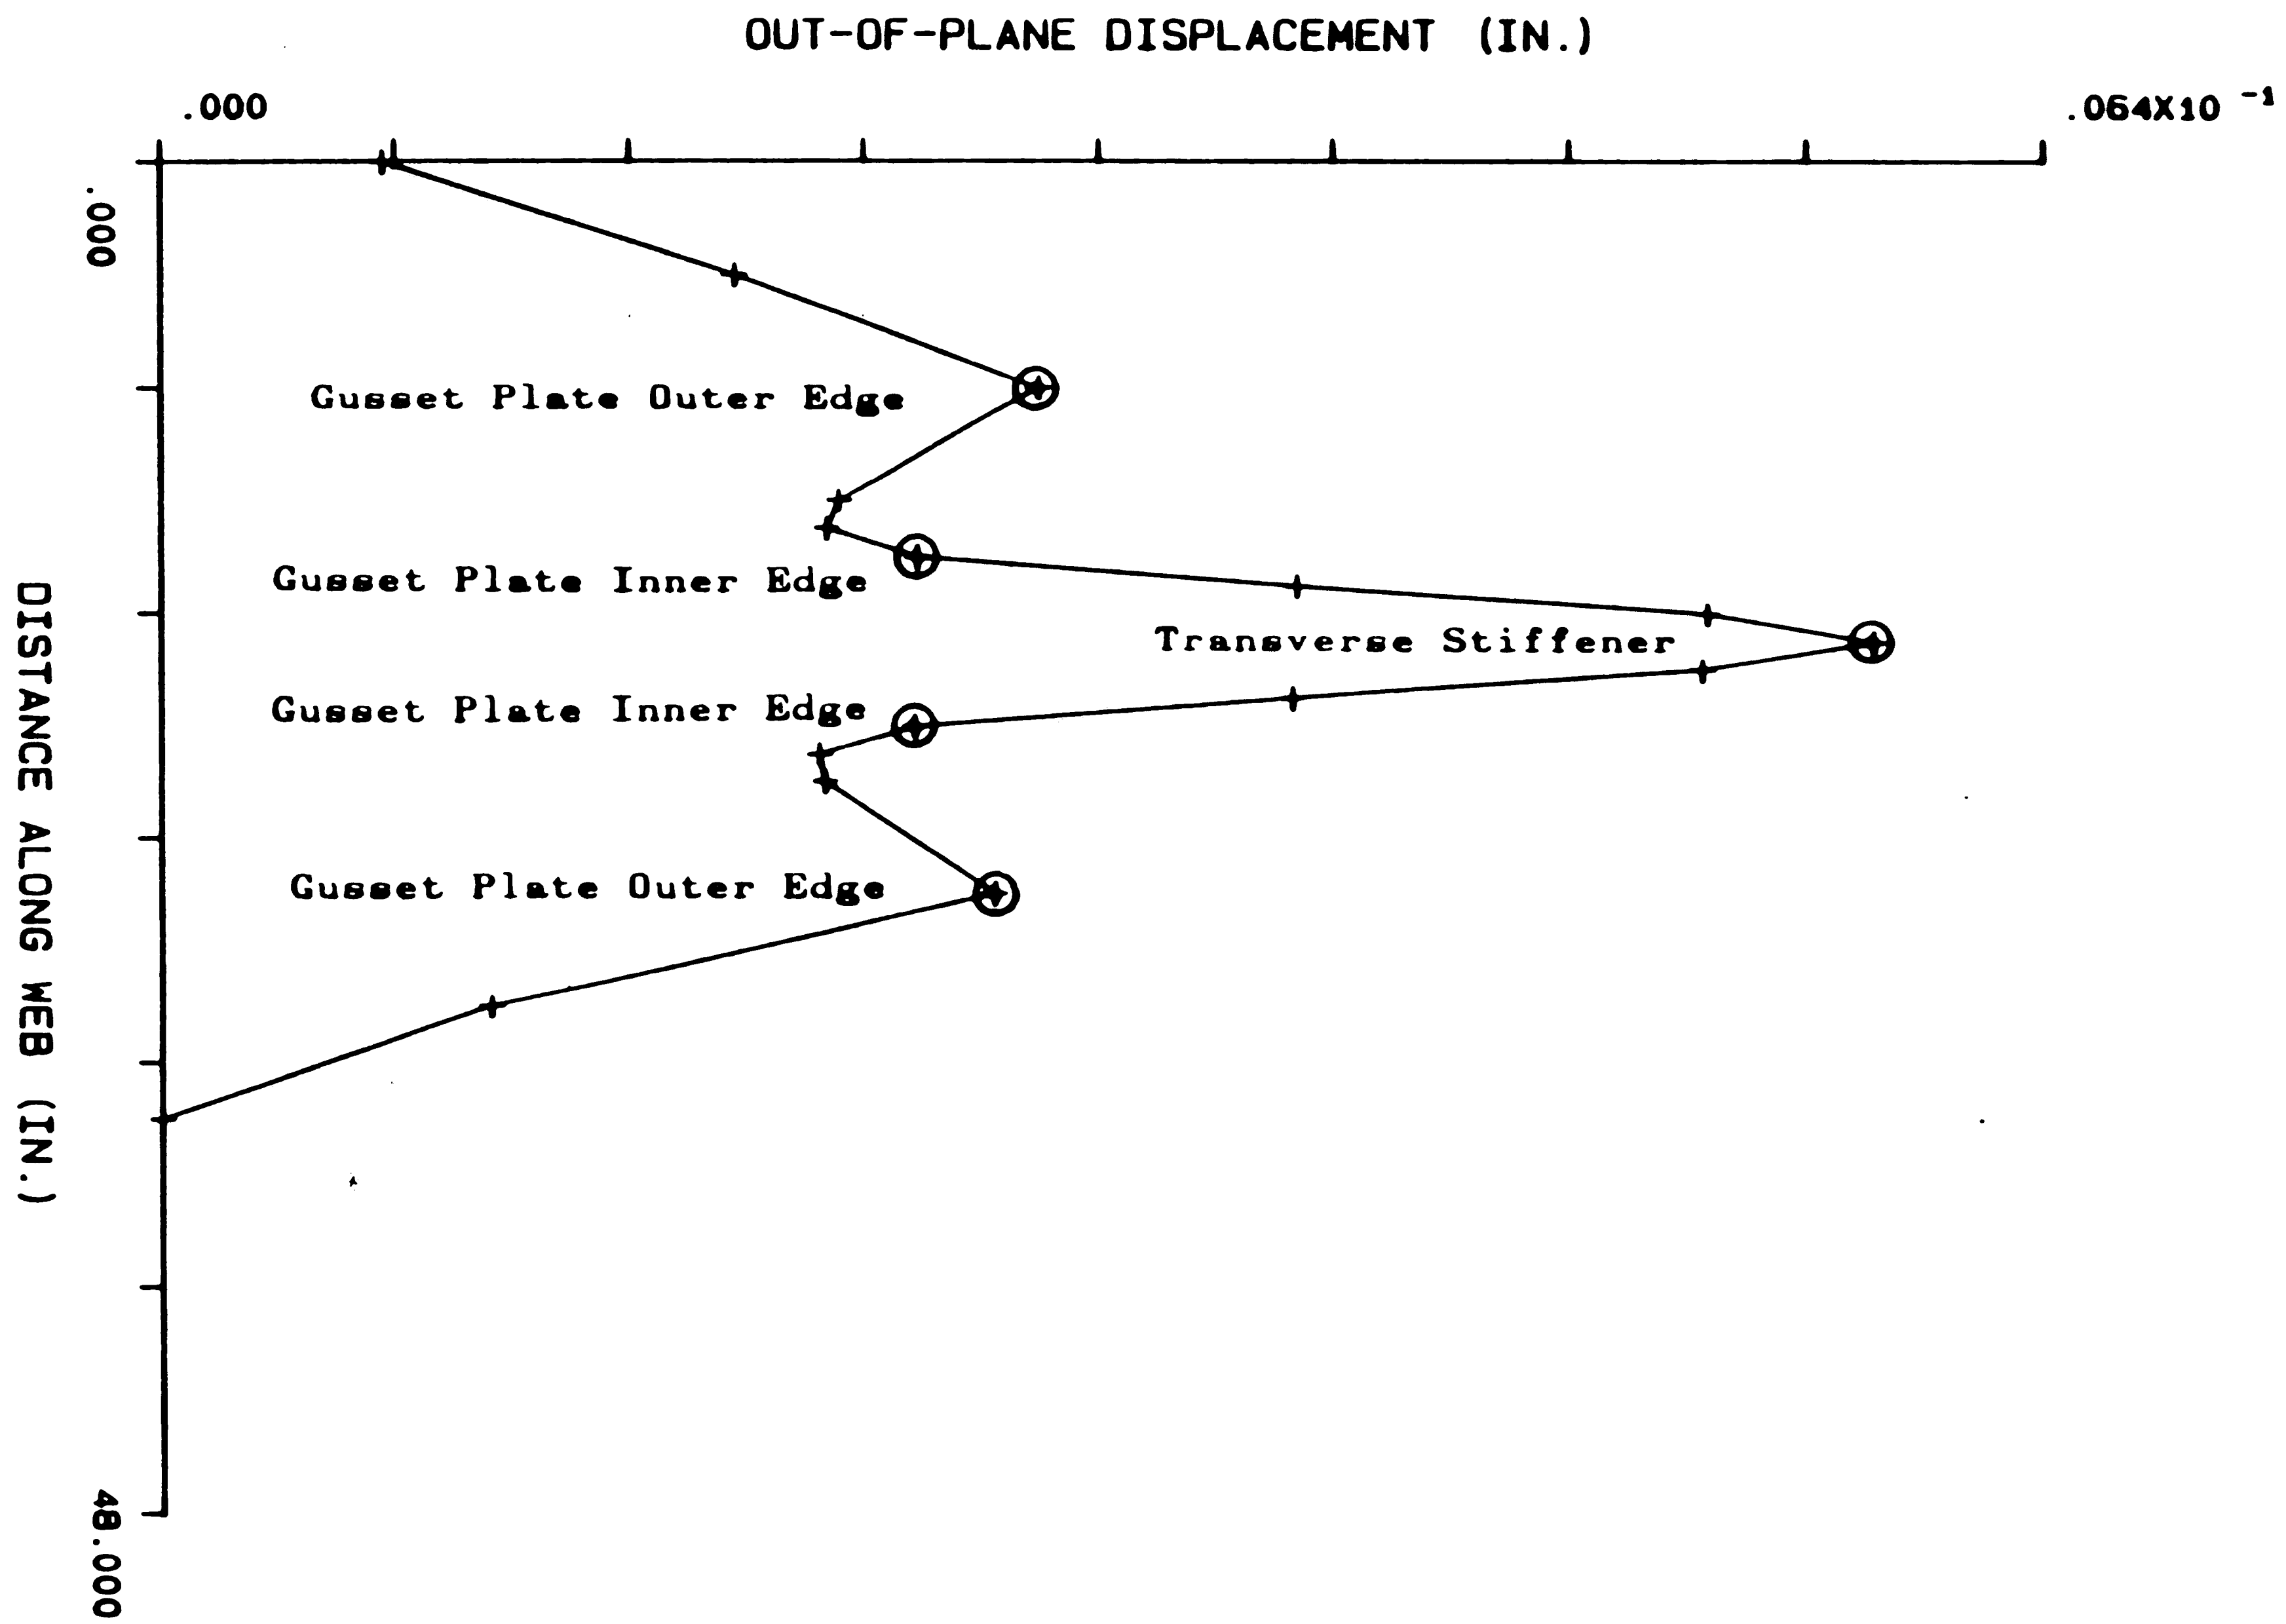 OUT-OF-PLANE DISPLACEMENT (IN.)
.000
.064X10 -1
.000
Gusset Plate Outer Edge
Gusset Plate Inner Edge
Transverse Stiffener
Gusset Plate Inner Edge
Gusset Plate Outer Edge
DISTANCE ALONG WEB (IN.)
48.000